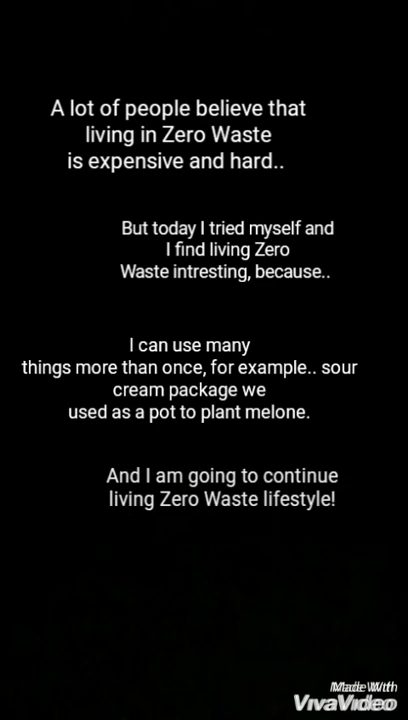 A lot of people believe that
living in Zero Waste
is expensive and hard..
But today I tried myself and
I find living Zero
Waste intresting, because..
I can use many
things more than once, for example.. sour
cream package we
used as a pot to plant melone.
And I am going to continue
living Zero Waste lifestyle!
Made With
VivaVideo